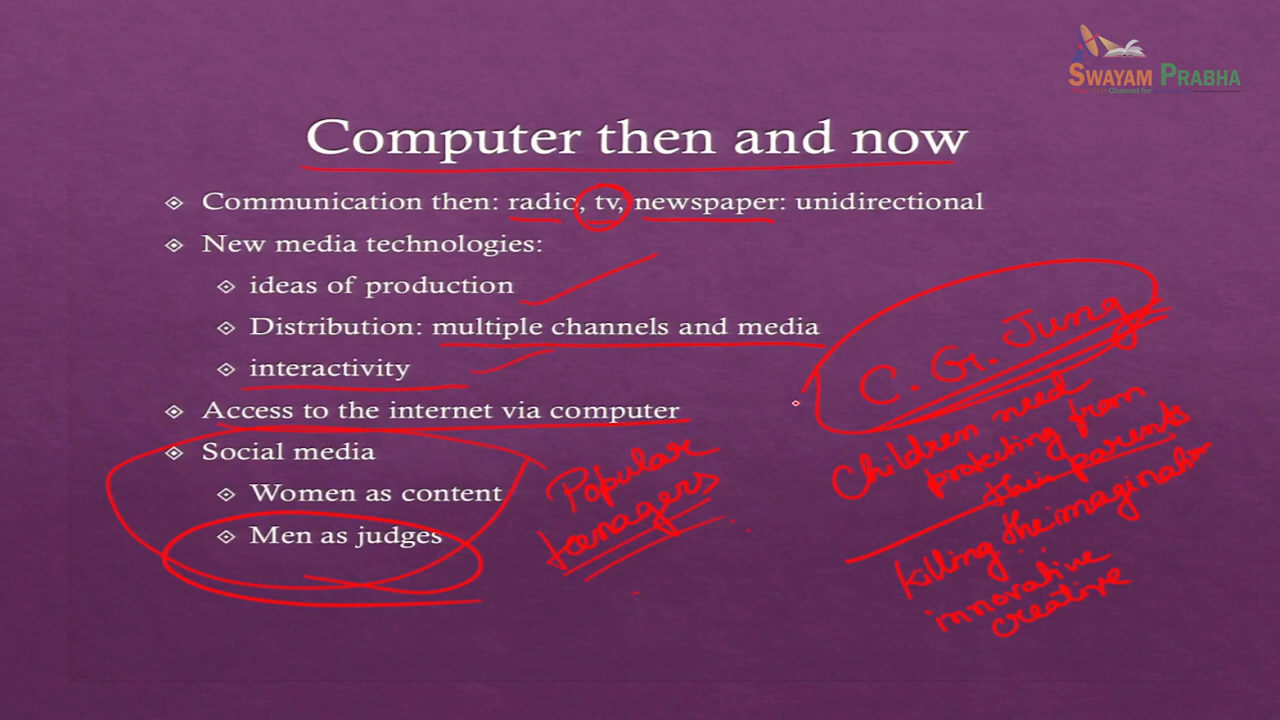 SWAYAM PRABHA
Computer then and now
Communication then: radio, tv, newspaper: unidirectional
New media technologies:
ideas of production
Distribution: multiple channels and media
interactivity
Access to the internet via computer
Social media
Women as content
Men as judges
Popular
teenagers
C. G. Jung
Children need
protecting from
their parents
killing the imagination
innovative
creative